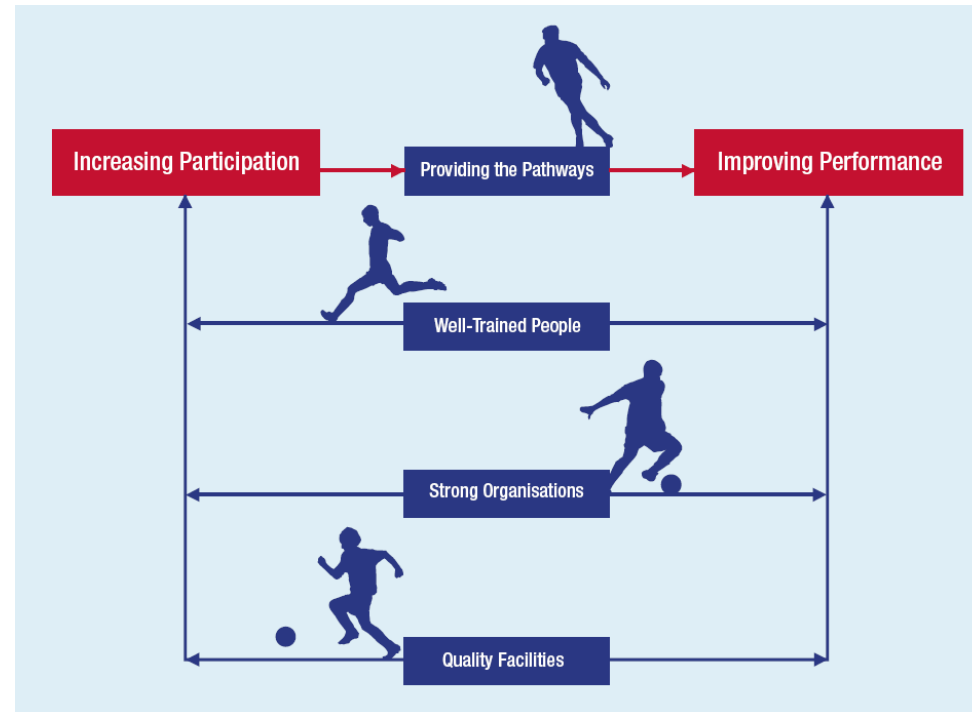 Increasing Participation
Providing the Pathways
Improving Performance
Well-Trained People
Strong Organisations
Quality Facilities